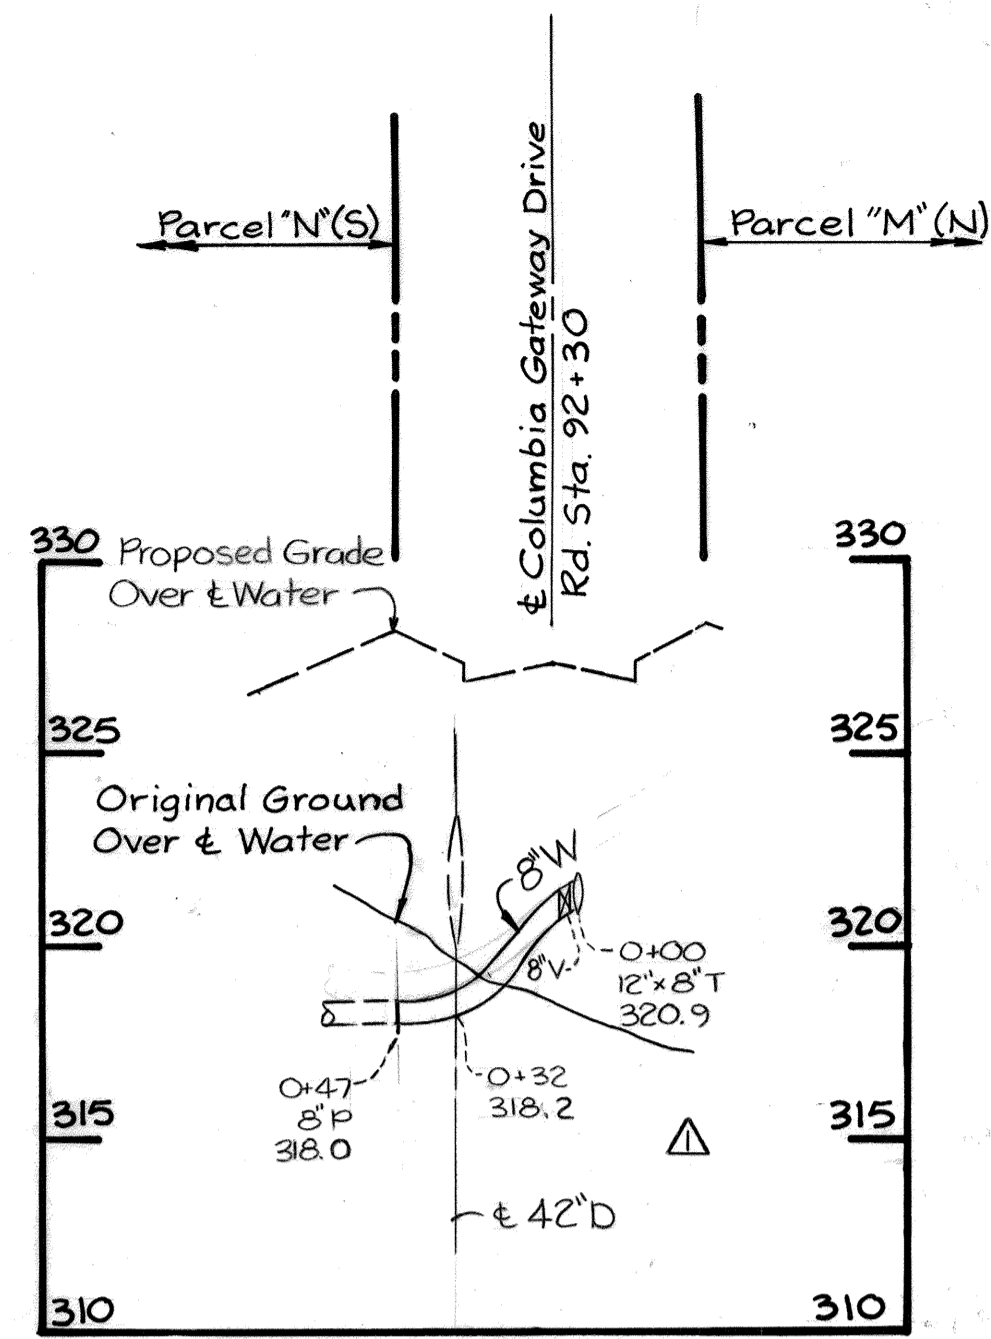 Parcel "N"(S)
℄ Columbia Gateway Drive
Rd. Sta. 92+30
Parcel "M"(N)
330
Proposed Grade
Over ℄ Water
330
325
325
Original Ground
Over ℄ Water
8"W
320
320
8"V
0+00
12"x8"T
320.9
0+47
8"P
318.0
0+32
318.2
315
315
1
℄ 42"D
310
310